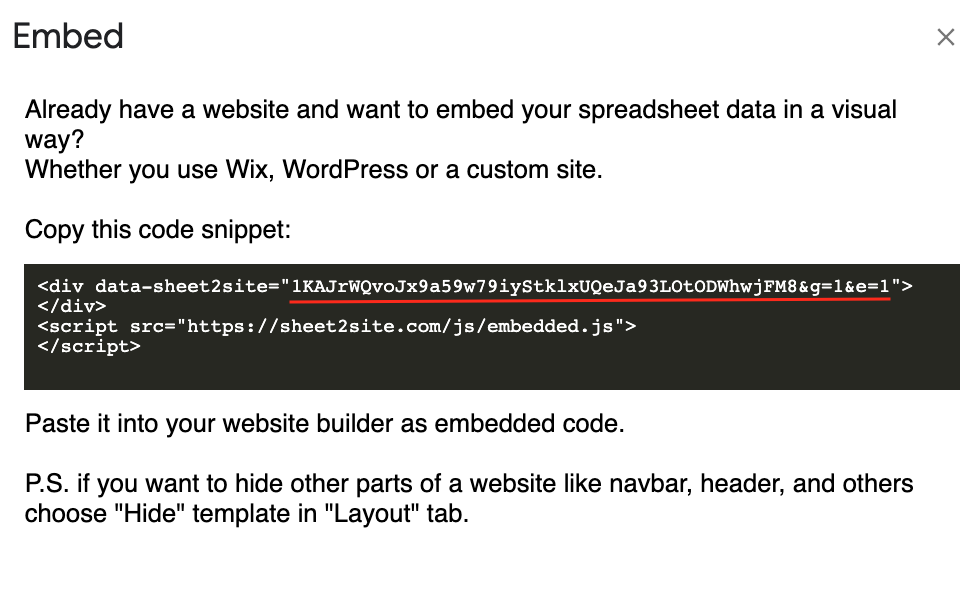 Embed
Already have a website and want to embed your spreadsheet data in a visual
way?
Whether you use Wix, WordPress or a custom site.
Copy this code snippet:
<div data-sheet2site="1KAJrWQvoJx9a59w79iyStklxUQeJa93LOtODWhwjFM8&g=1&e=1">
</div>
<script src="https://sheet2site.com/js/embedded.js">
</script>
Paste it into your website builder as embedded code.
P.S. if you want to hide other parts of a website like navbar, header, and others
choose "Hide" template in "Layout" tab.